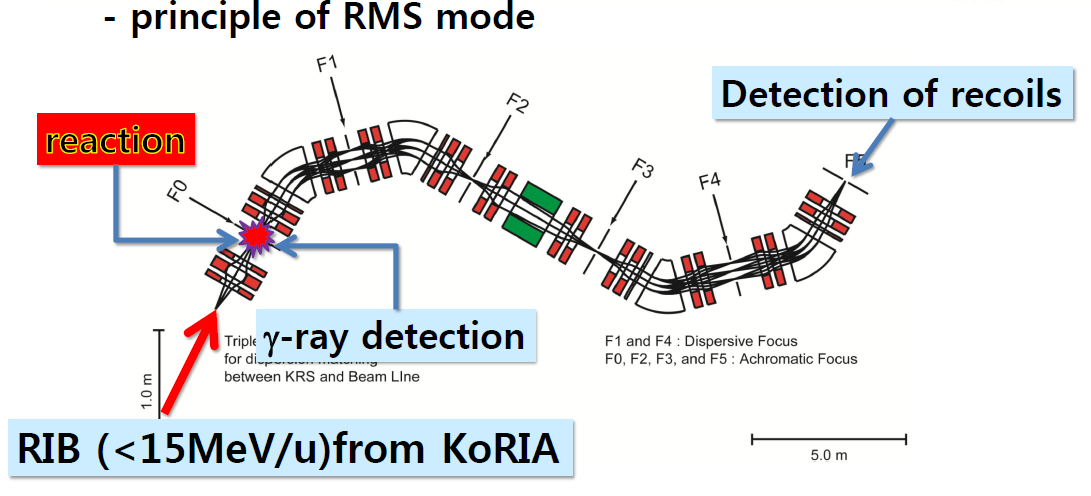 - principle of RMS mode
F1
F2
Detection of recoils
reaction
F3
F0
F4
γ-ray detection
for dispersion matching
between KRS and Beam LIne
F1 and F4 : Dispersive Focus
F0, F2, F3, and F5 : Achromatic Focus
1.0 m
RIB (<15MeV/u)from KoRIA
5.0 m